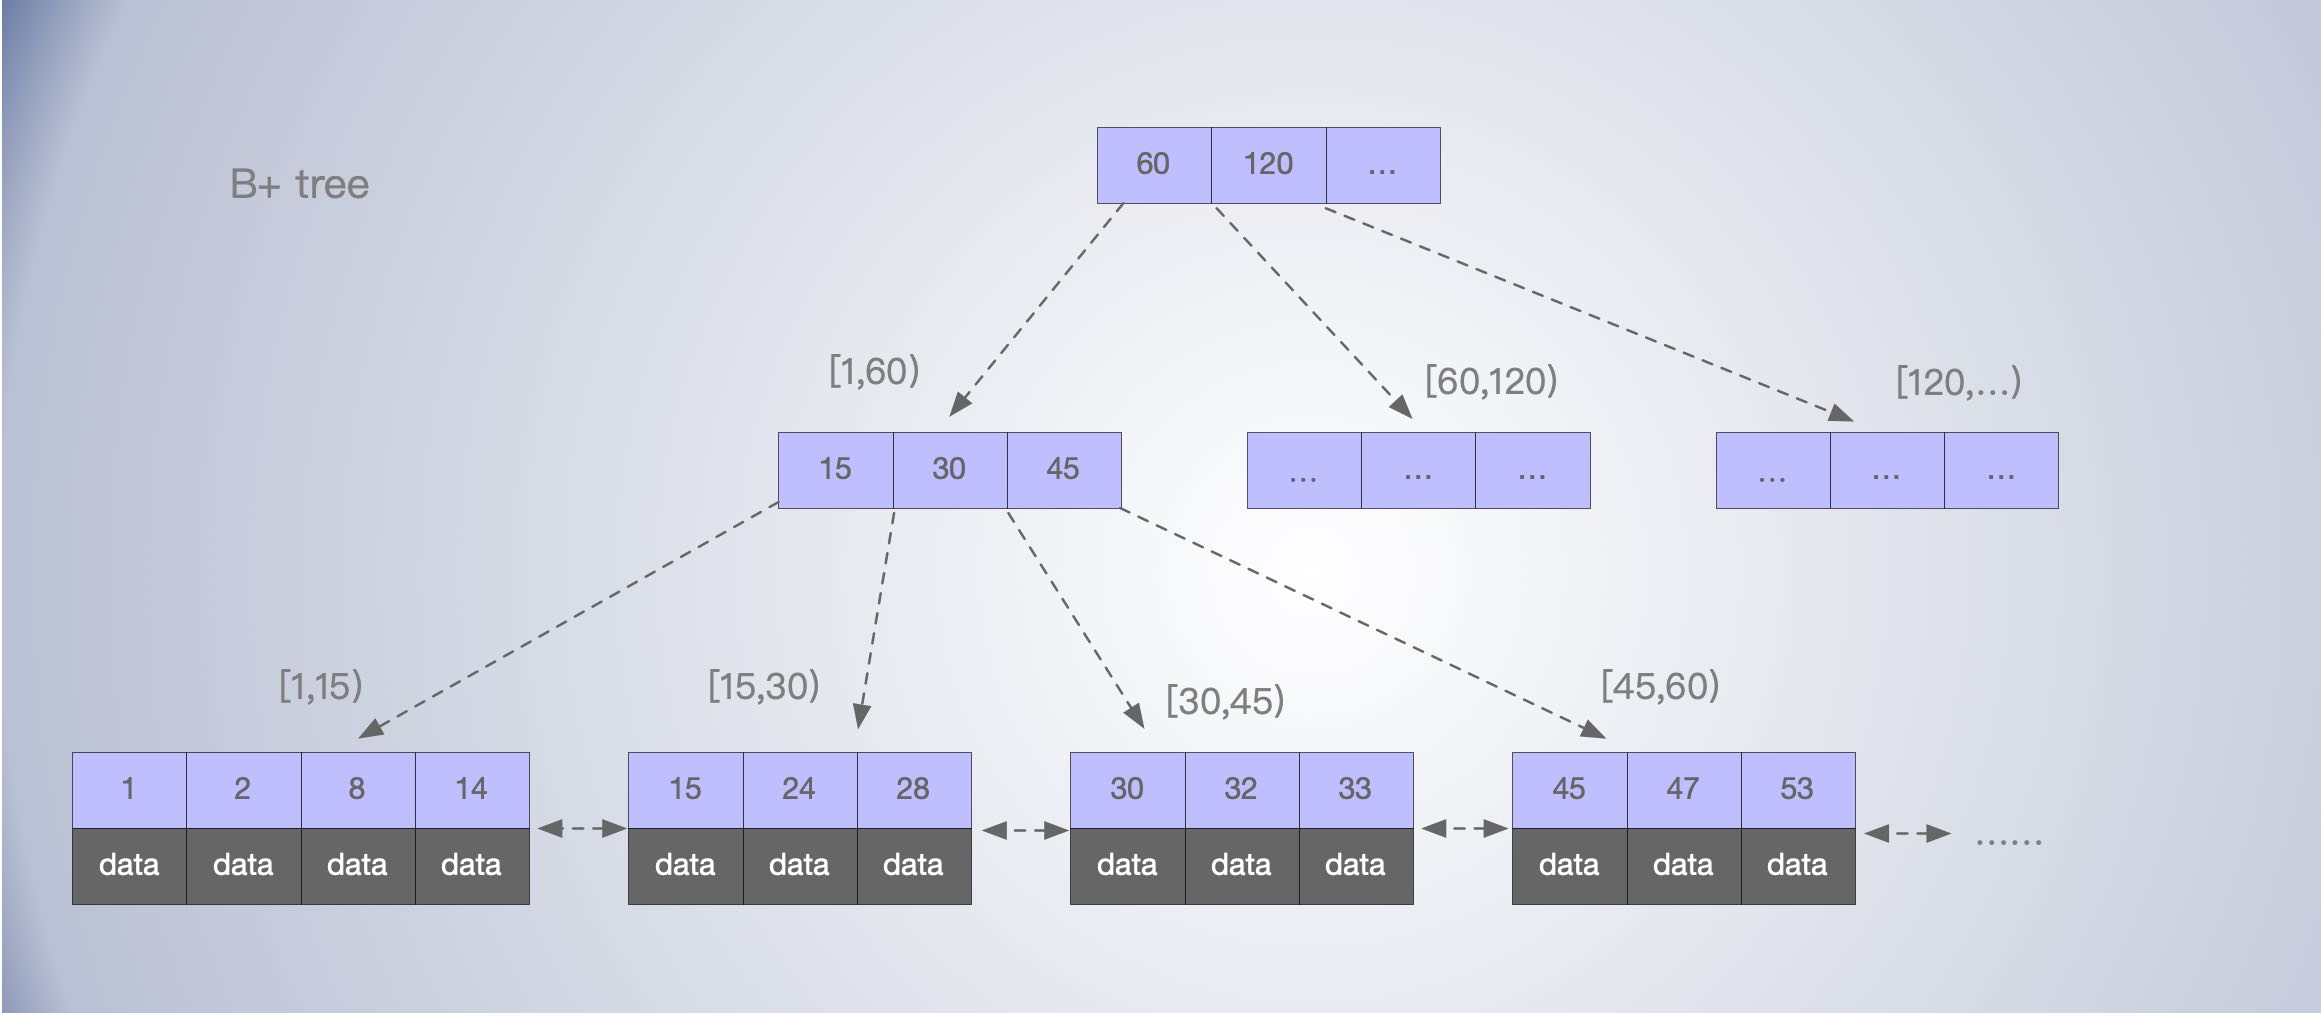 B+ tree
60 120 ...
[1,60) [60,120) [120,...)
15 30 45 ... ... ... ... ... ...
[1,15) [15,30) [30,45) [45,60)
1 2 8 14 15 24 28 30 32 33 45 47 53
data data data data data data data data data data data data data ......